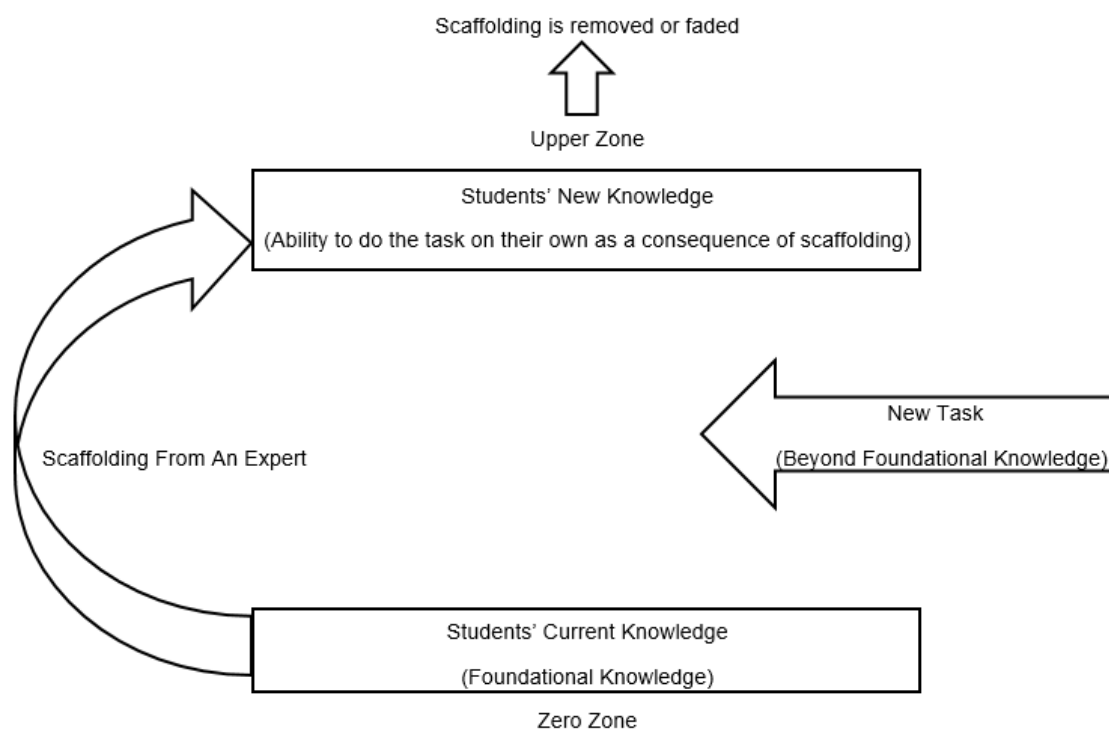 Scaffolding is removed or faded
Upper Zone
Students’ New Knowledge
(Ability to do the task on their own as a consequence of scaffolding)
New Task
(Beyond Foundational Knowledge)
Scaffolding From An Expert
Students’ Current Knowledge
(Foundational Knowledge)
Zero Zone